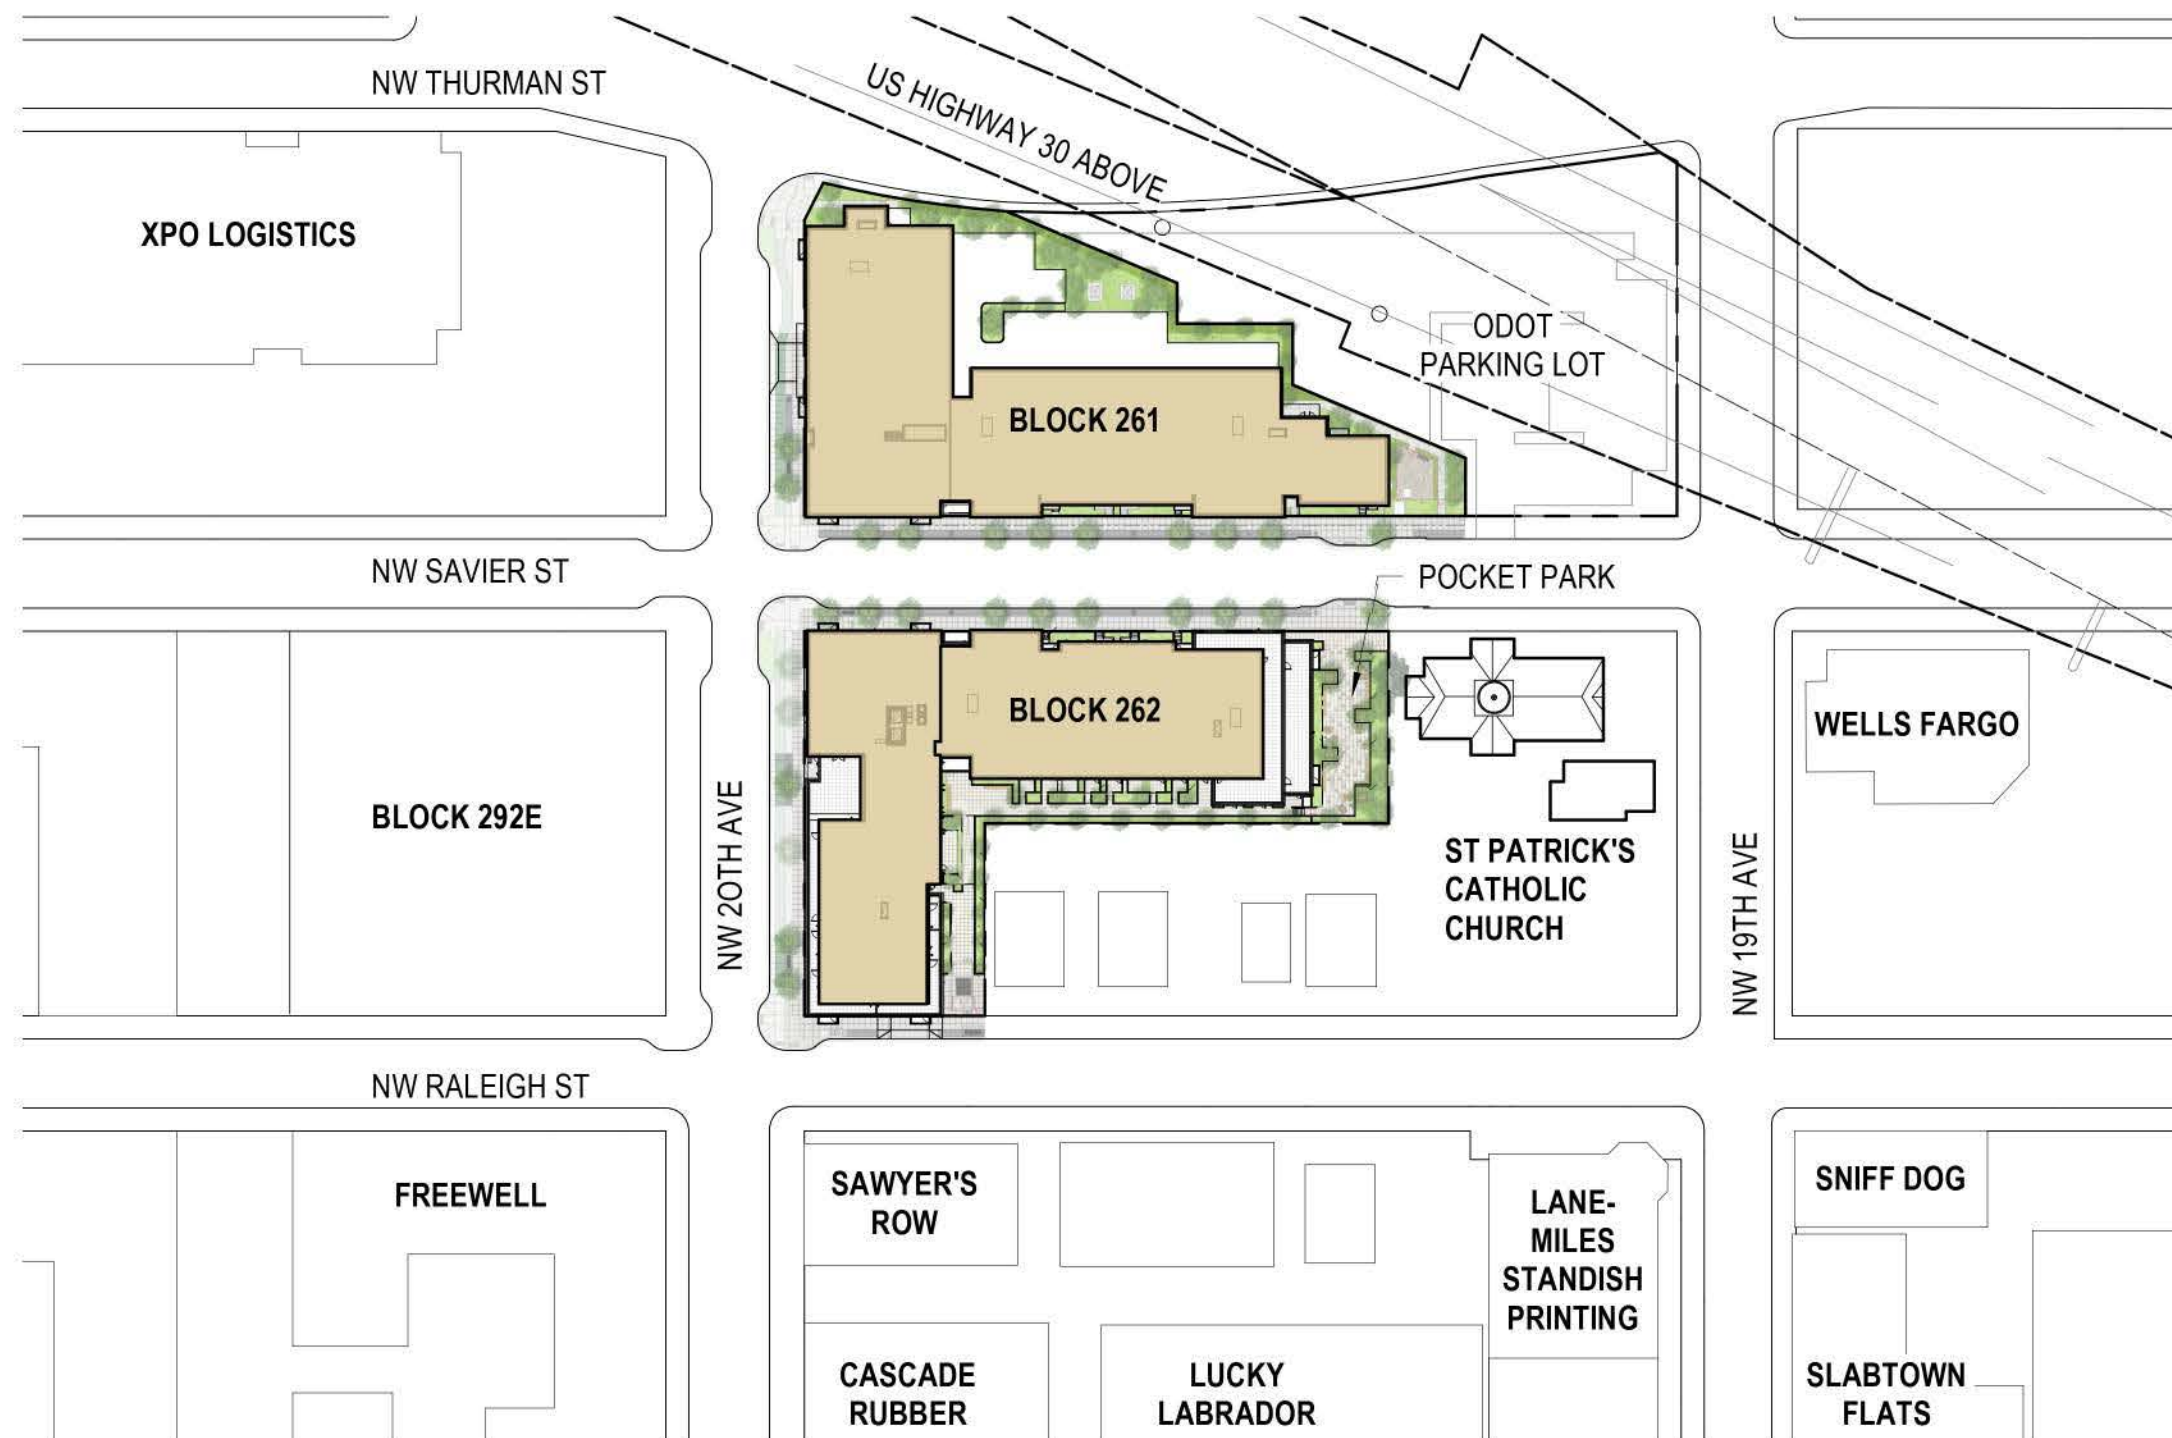 NW THURMAN ST
US HIGHWAY 30 ABOVE
XPO LOGISTICS
ODOT
PARKING LOT
BLOCK 261
NW SAVIER ST
POCKET PARK
BLOCK 262
WELLS FARGO
BLOCK 292E
NW 20TH AVE
ST PATRICK'S
CATHOLIC
CHURCH
NW 19TH AVE
NW RALEIGH ST
FREEWELL
SAWYER'S
ROW
LANE-
MILES
STANDISH
PRINTING
SNIFF DOG
CASCADE
RUBBER
LUCKY
LABRADOR
SLABTOWN
FLATS